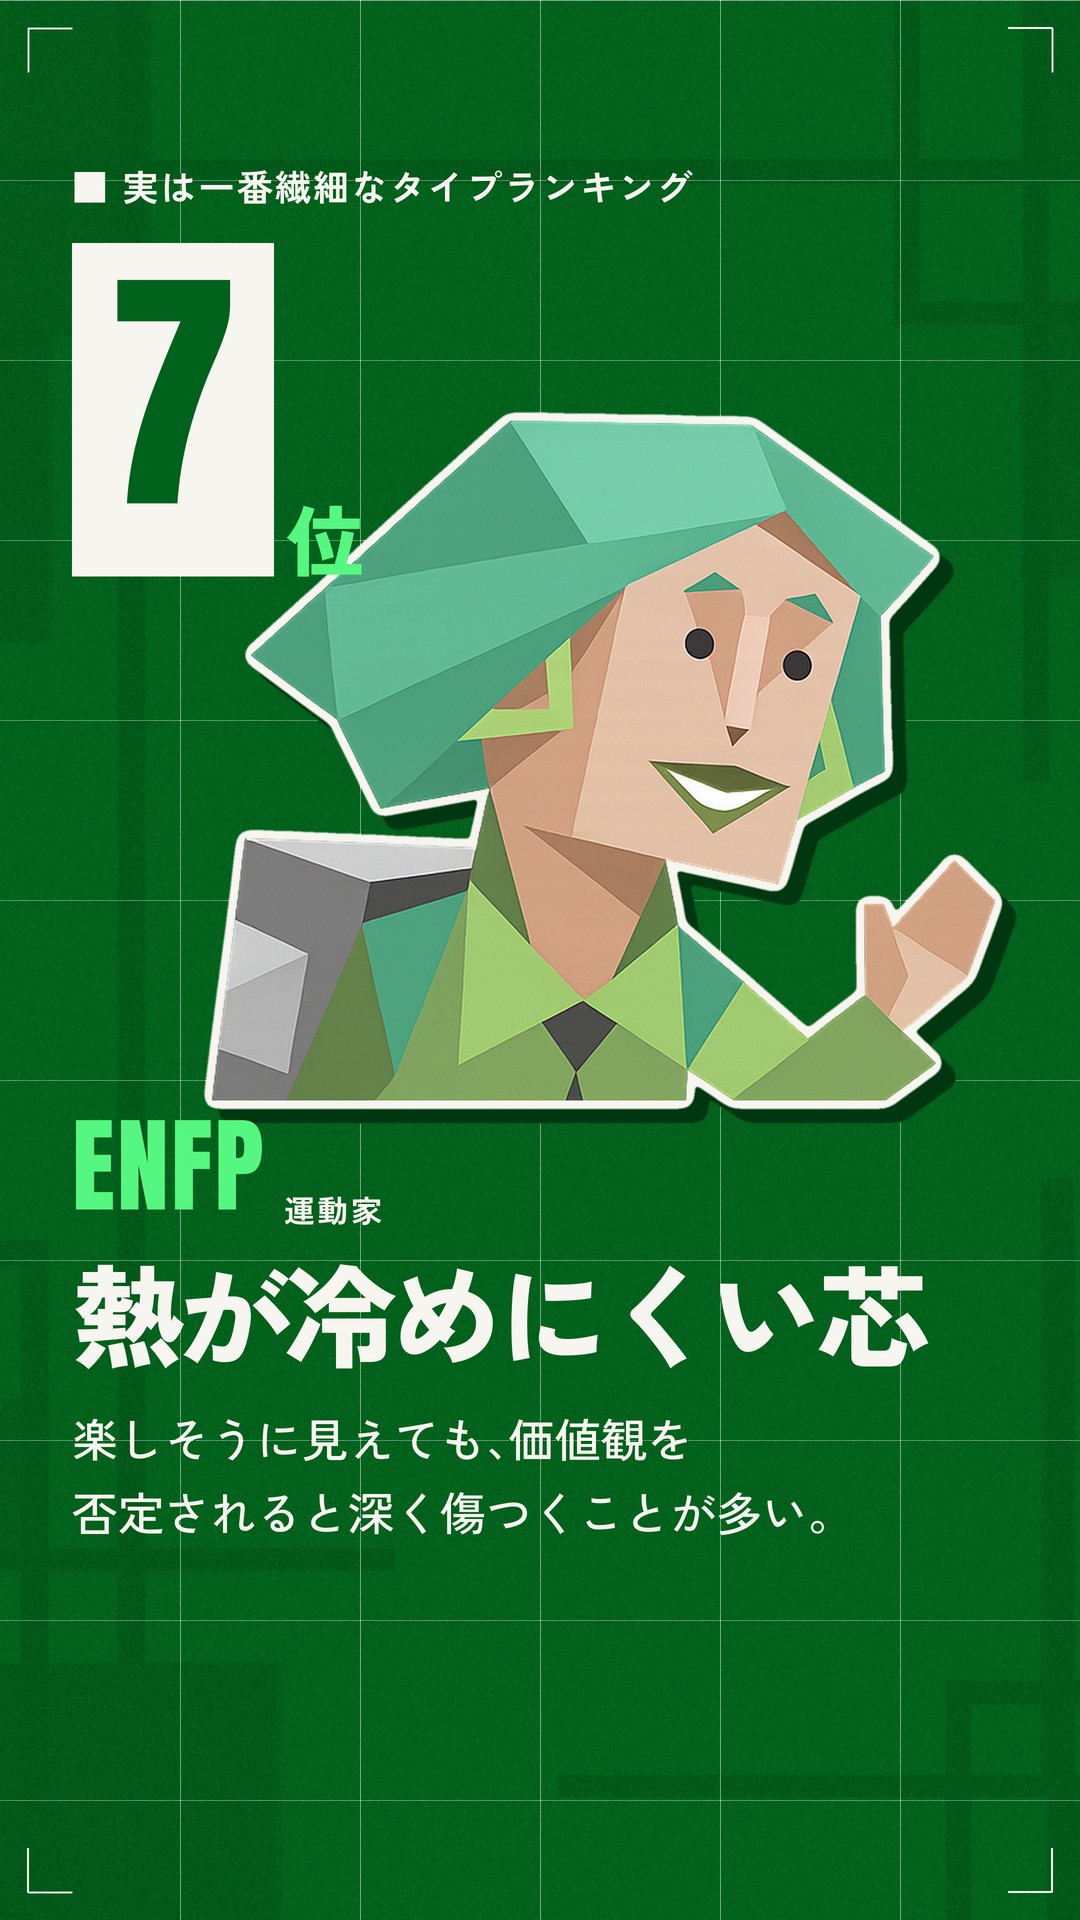 ■ 実は一番繊細なタイプランキング
7位
ENFP 運動家
熱が冷めにくい芯
楽しそうに見えても、価値観を
否定されると深く傷つくことが多い。